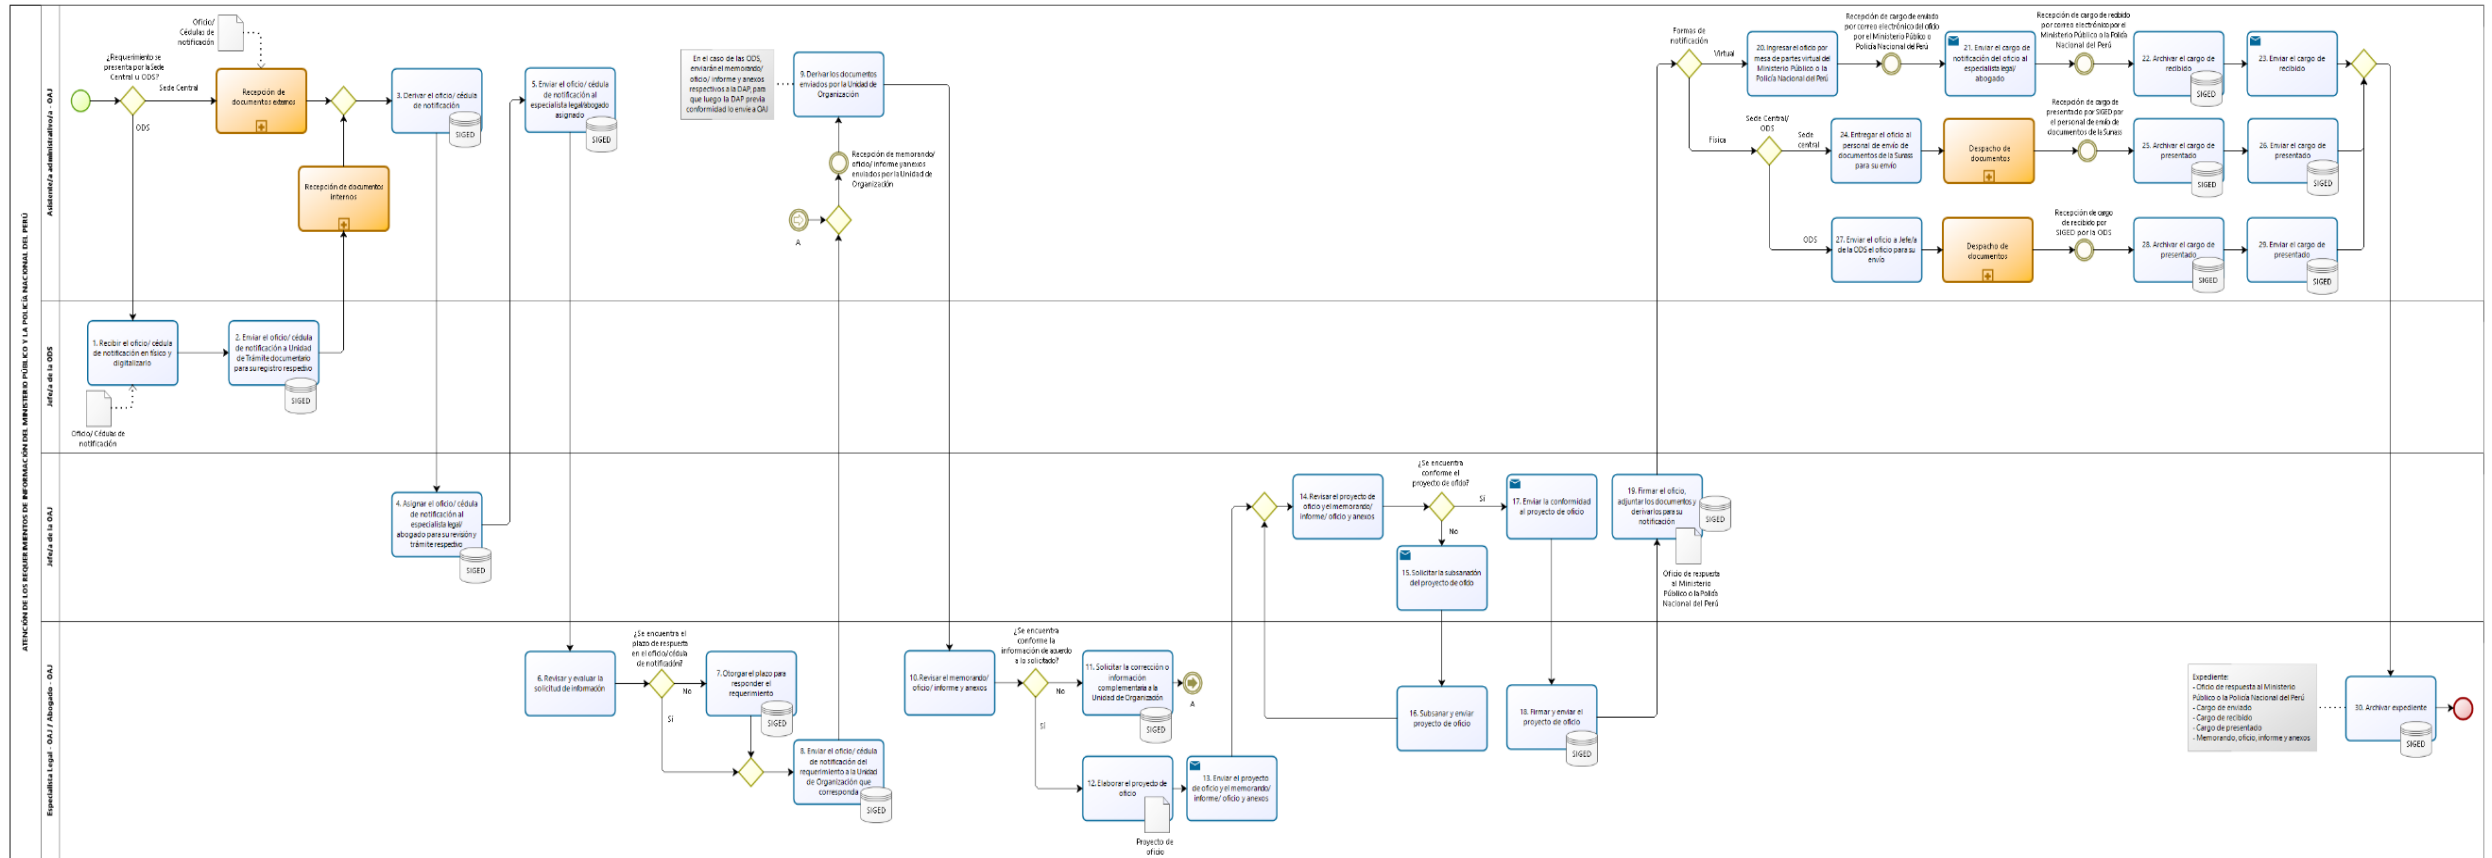 ATENCIÓN DE LOS REQUERIMIENTOS DE INFORMACIÓN DEL MINISTERIO PÚBLICO Y LA POLICÍA NACIONAL DEL PERÚ
Asistente/a administrativo/a - OAJ
¿Requerimiento se
presenta por la Sede
Central u ODS?
Sede Central
ODS
Oficio/
Cédulas de
notificación
Recepción de
documentos externos
Recepción de documentos
internos
3. Derivar el oficio/ cédula
de notificación
SIGED
5. Enviar el oficio/ cédula
de notificación al
especialista legal/abogado
asignado
SIGED
En el caso de las ODS,
enviarán el memorando/
oficio/ informe y anexos
respectivos a la DAP, para
que luego la DAP previa
conformidad lo envíe a OAJ
9. Derivar los documentos
enviados por la Unidad de
Organización
Recepción de memorando/
oficio/ informe y anexos
enviados por la Unidad de
Organización
A
Formas de
notificación
Virtual
Física
20. Ingresar el oficio por
mesa de partes virtual del
Ministerio Público o la
Policía Nacional del Perú
Recepción de cargo de enviado
por correo electrónico del oficio
por el Ministerio Público o
Policía Nacional del Perú
21. Enviar el cargo de
notificación del oficio al
especialista legal/
abogado
Recepción de cargo de recibido
por correo electrónico por el
Ministerio Público o la Policía
Nacional del Perú
22. Archivar el cargo de
recibido
SIGED
23. Enviar el cargo de
recibido
Sede Central/
ODS
Sede
central
ODS
24. Entregar el oficio al
personal de envío de
documentos de la Sunass
para su envío
Despacho de
documentos
Recepción de cargo de
presentado por SIGED por
el personal de envío de
documentos de la Sunass
25. Archivar el cargo de
presentado
SIGED
26. Enviar el cargo de
presentado
SIGED
27. Enviar el oficio a Jefe/a
de la ODS el oficio para su
envío
Despacho de
documentos
Recepción de cargo
de recibido por
SIGED por la ODS
28. Archivar el cargo de
presentado
SIGED
29. Enviar el cargo de
presentado
SIGED
Jefe/a de la ODS
1. Recibir el oficio/ cédula
de notificación en físico y
digitalizarlo
Oficio/ Cédulas de
notificación
2. Enviar el oficio/ cédula
de notificación a Unidad
de Trámite documentario
para su registro respectivo
SIGED
Jefe/a de la OAJ
4. Asignar el oficio/ cédula
de notificación al
especialista legal/
abogado para su revisión y
trámite respectivo
SIGED
14. Revisar el proyecto de
oficio y el memorando/
informe/ oficio y anexos
¿Se encuentra
conforme el
proyecto de oficio?
Sí
No
15. Solicitar la subsanación
del proyecto de oficio
17. Enviar la conformidad
al proyecto de oficio
19. Firmar el oficio,
adjuntar los documentos y
derivarlos para su
notificación
SIGED
Oficio de respuesta
al Ministerio
Público o la Policía
Nacional del Perú
Especialista Legal - OAJ / Abogado - OAJ
6. Revisar y evaluar la
solicitud de información
¿Se encuentra el
plazo de respuesta
en el oficio/cédula
de notificación?
No
Sí
7. Otorgar el plazo para
responder el
requerimiento
SIGED
8. Enviar el oficio/ cédula
de notificación del
requerimiento a la Unidad
de Organización que
corresponda
SIGED
10. Revisar el memorando/
oficio/ informe y anexos
¿Se encuentra
conforme la
información de acuerdo
a lo solicitado?
No
Sí
11. Solicitar la corrección o
información
complementaria a la
Unidad de Organización
SIGED
A
12. Elaborar el proyecto de
oficio
Proyecto de
oficio
13. Enviar el proyecto
de oficio y el memorando/
informe/ oficio y anexos
16. Subsanar y enviar
proyecto de oficio
18. Firmar y enviar el
proyecto de oficio
SIGED
Expediente:
- Oficio de respuesta al Ministerio
Público o la Policía Nacional del Perú
- Cargo de enviado
- Cargo de recibido
- Cargo de presentado
- Memorando, oficio, informe y anexos
30. Archivar expediente
SIGED